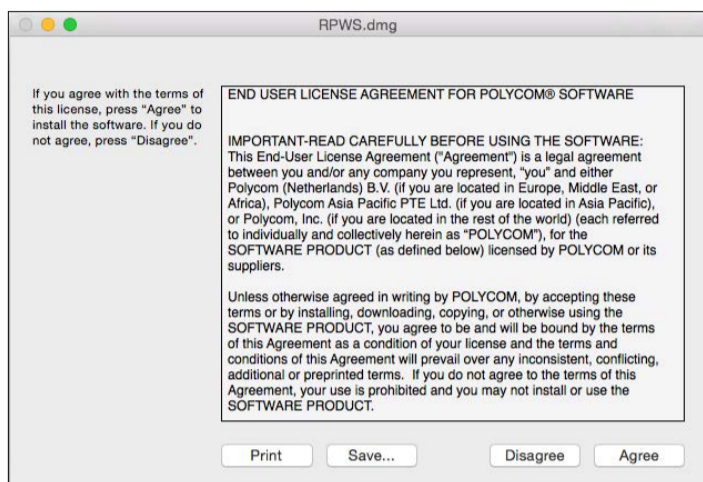 RPWS.dmg
If you agree with the terms of
this license, press “Agree” to
install the software. If you do
not agree, press “Disagree”.
END USER LICENSE AGREEMENT FOR POLYCOM® SOFTWARE
IMPORTANT-READ CAREFULLY BEFORE USING THE SOFTWARE:
This End-User License Agreement ("Agreement") is a legal agreement
between you and/or any company you represent, “you” and either
Polycom (Netherlands) B.V. (if you are located in Europe, Middle East, or
Africa), Polycom Asia Pacific PTE Ltd. (if you are located in Asia Pacific),
or Polycom, Inc. (if you are located in the rest of the world) (each referred
to individually and collectively herein as “POLYCOM”), for the
SOFTWARE PRODUCT (as defined below) licensed by POLYCOM or its
suppliers.
Unless otherwise agreed in writing by POLYCOM, by accepting these
terms or by installing, downloading, copying, or otherwise using the
SOFTWARE PRODUCT, you agree to be and will be bound by the terms
of this Agreement as a condition of your license and the terms and
conditions of this Agreement will prevail over any inconsistent, conflicting,
additional or preprinted terms.  If you do not agree to the terms of this
Agreement, your use is prohibited and you may not install or use the
SOFTWARE PRODUCT.
Print Save... Disagree Agree